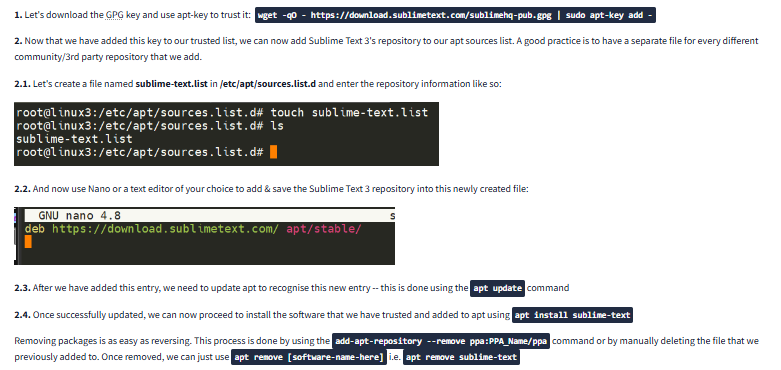 1. Let's download the GPG key and use apt-key to trust it: wget -qO - https://download.sublimetext.com/sublimehq-pub.gpg | sudo apt-key add -
2. Now that we have added this key to our trusted list, we can now add Sublime Text 3's repository to our apt sources list. A good practice is to have a separate file for every different
community/3rd party repository that we add.
2.1. Let's create a file named sublime-text.list in /etc/apt/sources.list.d and enter the repository information like so:
root@linux3:/etc/apt/sources.list.d# touch sublime-text.list
root@linux3:/etc/apt/sources.list.d# ls
sublime-text.list
root@linux3:/etc/apt/sources.list.d#
2.2. And now use Nano or a text editor of your choice to add & save the Sublime Text 3 repository into this newly created file:
GNU nano 4.8 s
deb https://download.sublimetext.com/ apt/stable/
2.3. After we have added this entry, we need to update apt to recognise this new entry -- this is done using the apt update command
2.4. Once successfully updated, we can now proceed to install the software that we have trusted and added to apt using apt install sublime-text
Removing packages is as easy as reversing. This process is done by using the add-apt-repository --remove ppa:PPA_Name/ppa command or by manually deleting the file that we
previously added to. Once removed, we can just use apt remove [software-name-here] i.e. apt remove sublime-text